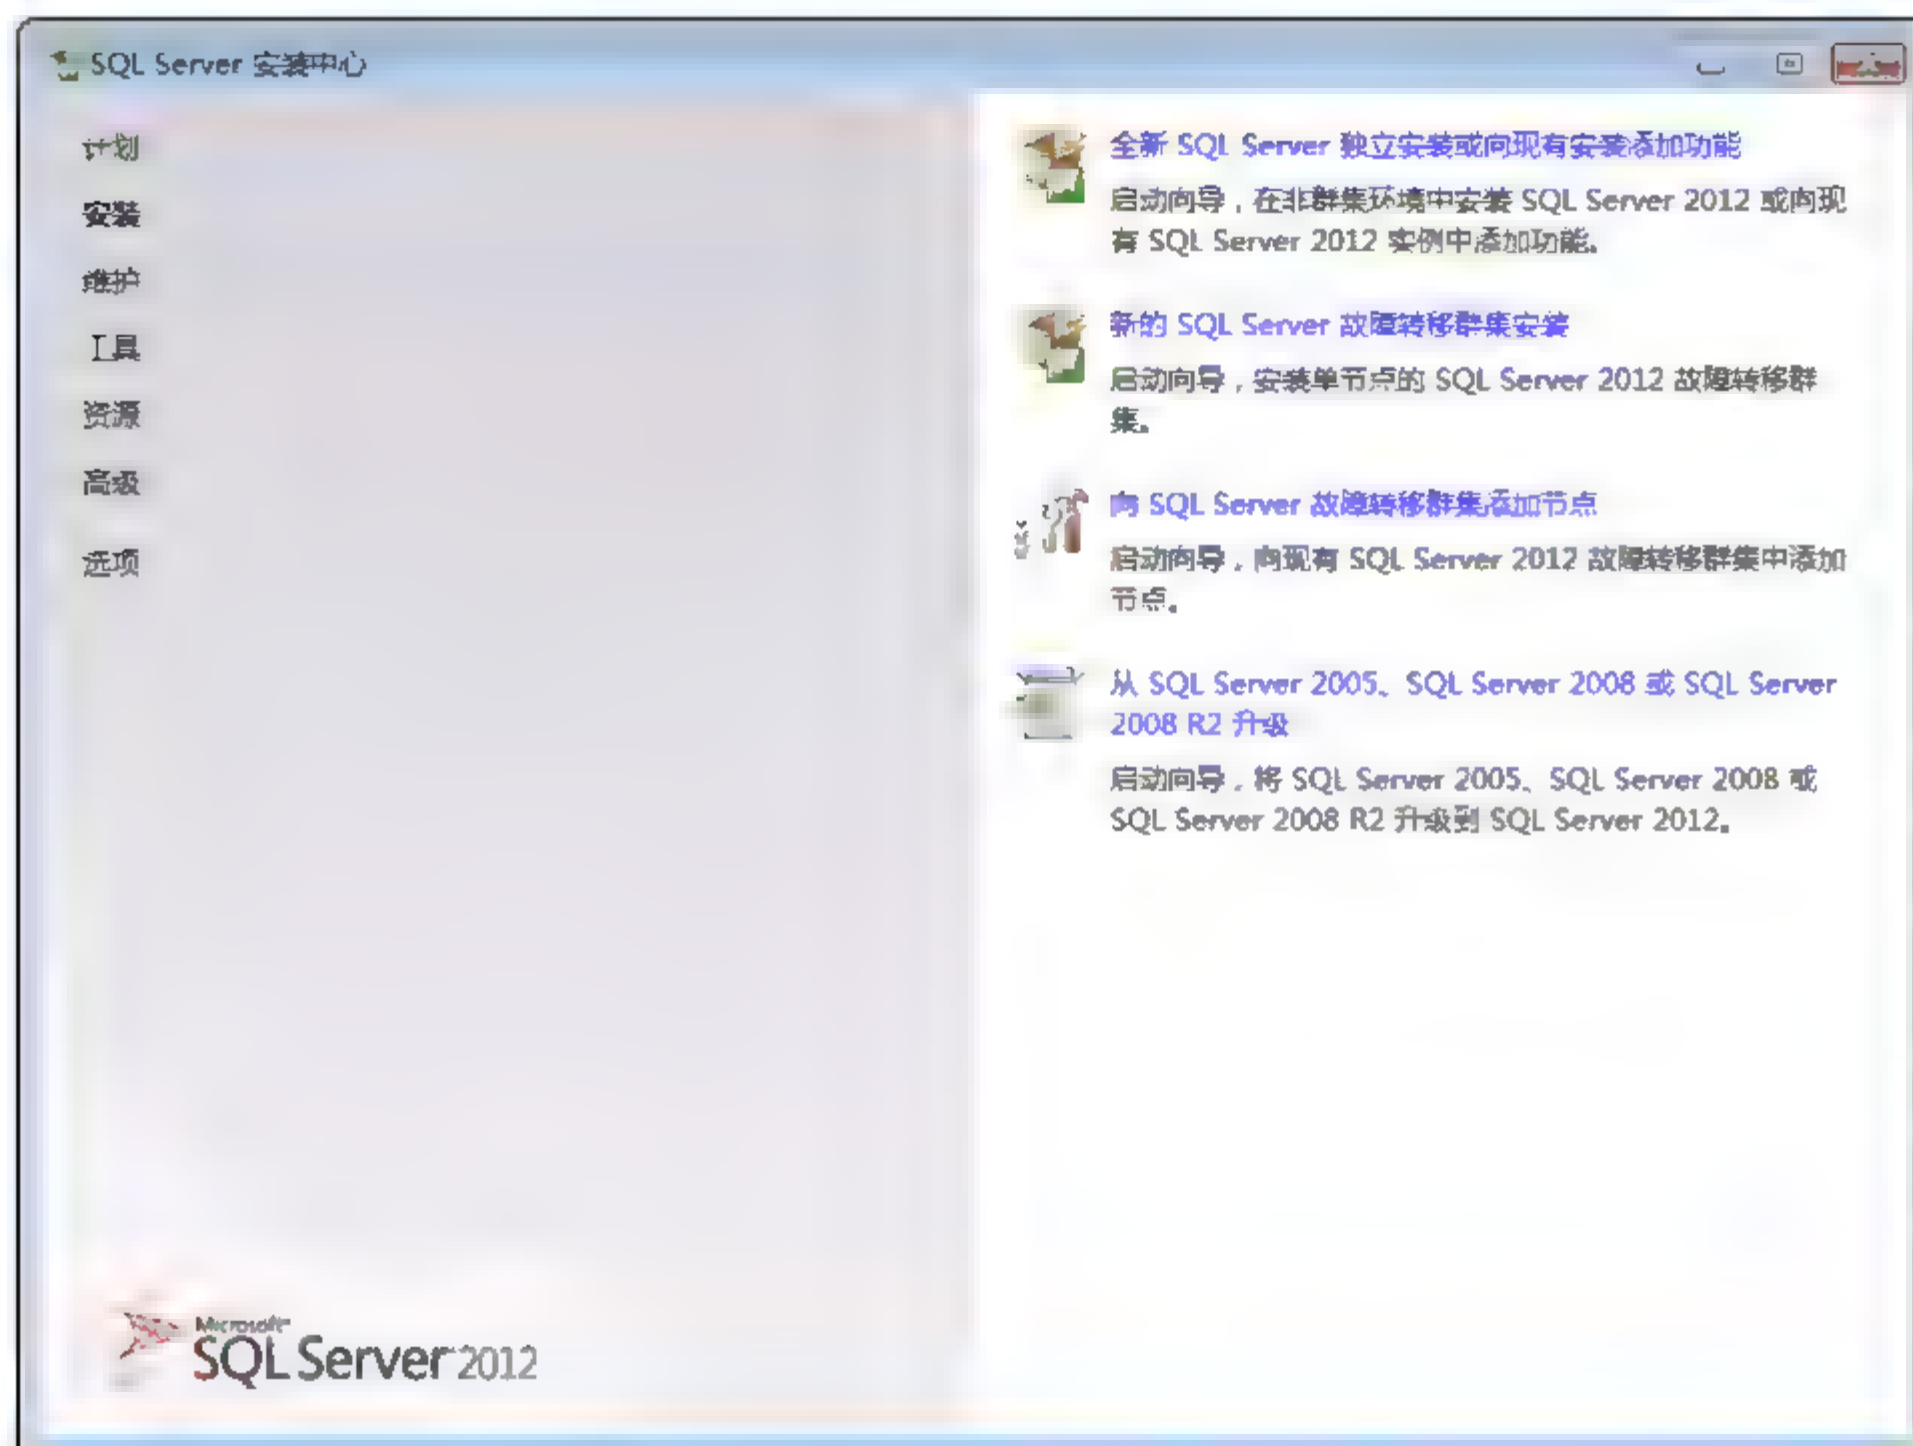 SQL Server 安装中心
计划
安装
维护
工具
资源
高级
选项
全新 SQL Server 独立安装或向现有安装添加功能
启动向导，在非群集环境中安装 SQL Server 2012 或向现
有 SQL Server 2012 实例中添加功能。
新的 SQL Server 故障转移群集安装
启动向导，安装单节点的 SQL Server 2012 故障转移群
集。
向 SQL Server 故障转移群集添加节点
启动向导，向现有 SQL Server 2012 故障转移群集中添加
节点。
从 SQL Server 2005、SQL Server 2008 或 SQL Server
2008 R2 升级
启动向导，将 SQL Server 2005、SQL Server 2008 或
SQL Server 2008 R2 升级到 SQL Server 2012。
Microsoft
SQL Server 2012